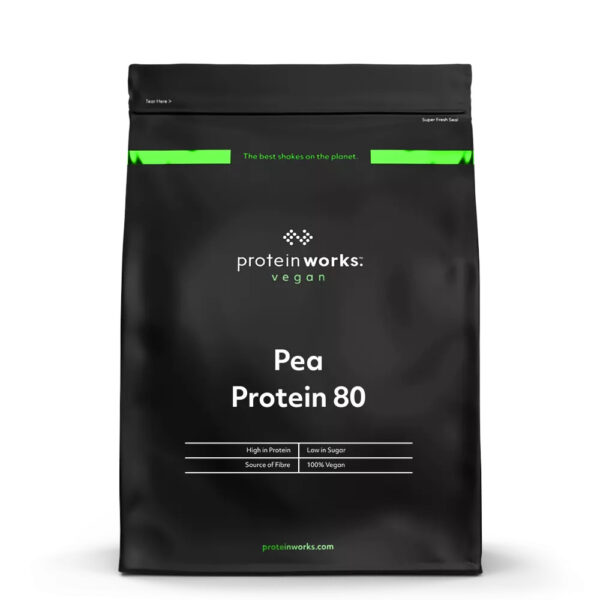 Tear Here >
Super Fresh Seal
The best shakes on the planet.
protein works™
vegan
Pea
Protein 80
High in Protein
Low in Sugar
Source of Fibre
100% Vegan
proteinworks.com